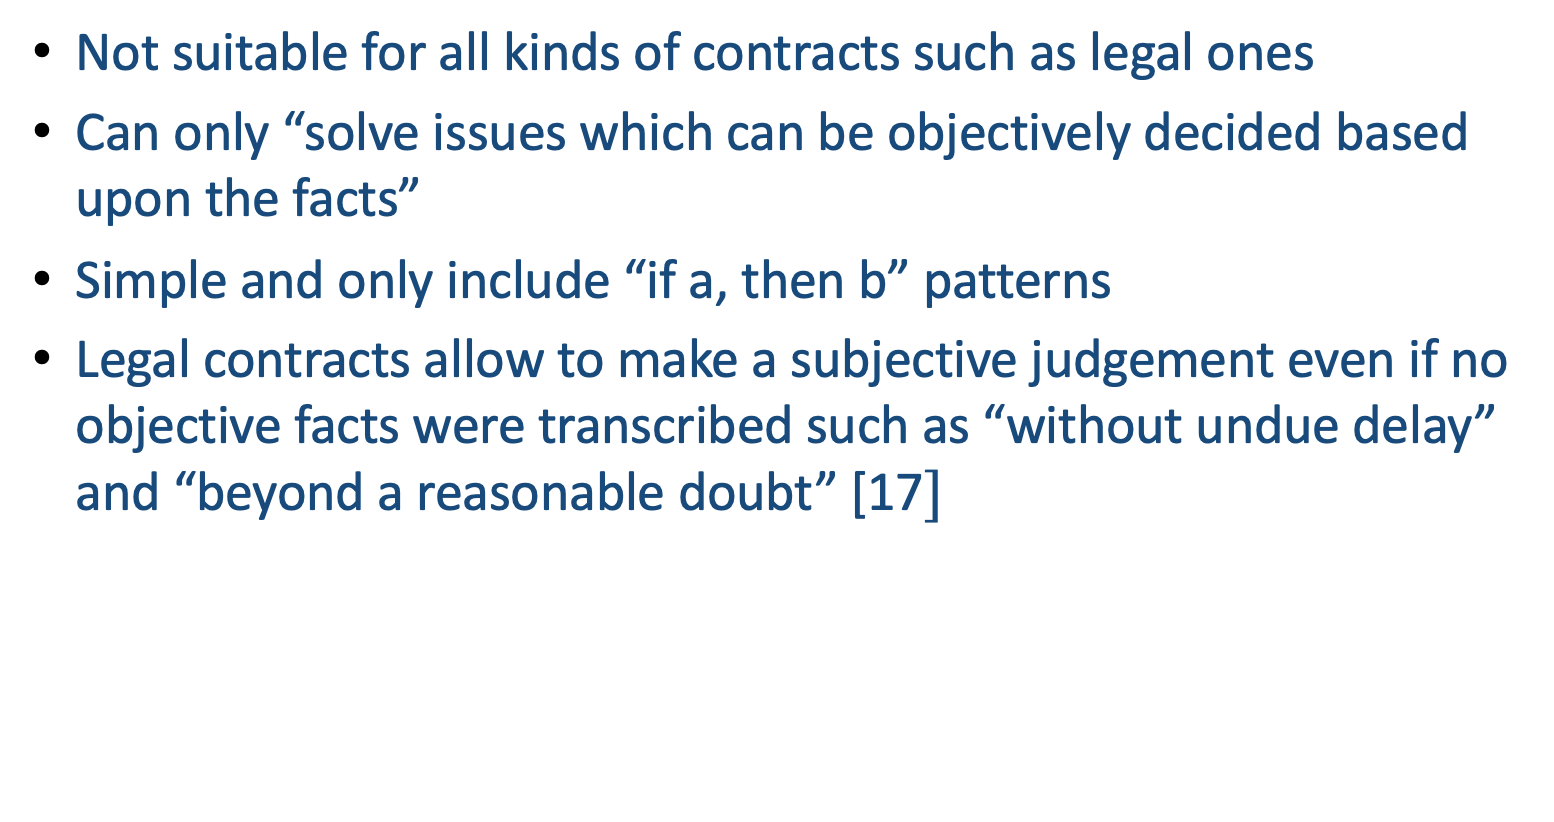 • Not suitable for all kinds of contracts such as legal ones
• Can only “solve issues which can be objectively decided based
upon the facts”
• Simple and only include “if a, then b” patterns
• Legal contracts allow to make a subjective judgement even if no
objective facts were transcribed such as “without undue delay”
and “beyond a reasonable doubt” [17]